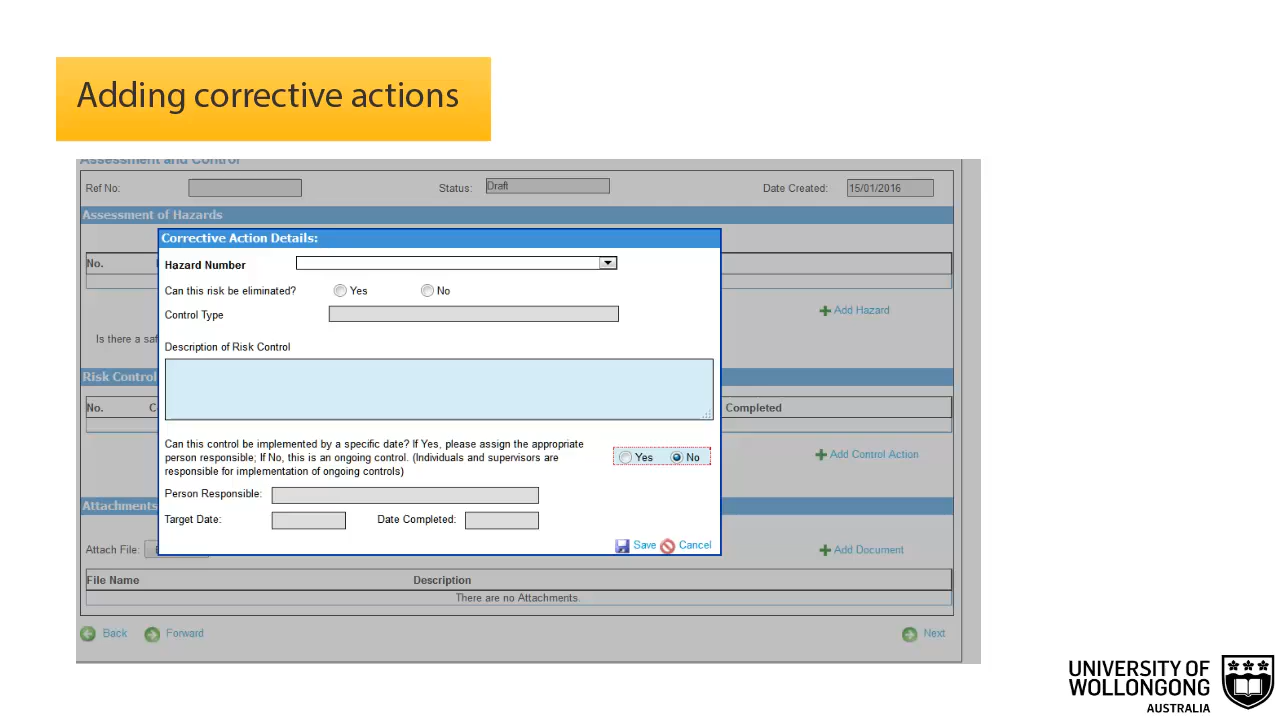 Adding corrective actions
Assessment and Control
Ref No: Status: Draft Date Created: 15/01/2016
Assessment of Hazards
Corrective Action Details:
No. Hazard Number
Can this risk be eliminated? Yes No
Control Type
Add Hazard
Is there a saf
Description of Risk Control
Risk Control
No. C Completed
Can this control be implemented by a specific date? If Yes, please assign the appropriate
person responsible; If No, this is an ongoing control. (Individuals and supervisors are
responsible for implementation of ongoing controls)
Yes No
Add Control Action
Person Responsible:
Attachments
Target Date: Date Completed:
Save Cancel
Attach File: Add Document
File Name Description
There are no Attachments.
Back Forward Next
UNIVERSITY OF
WOLLONGONG
AUSTRALIA